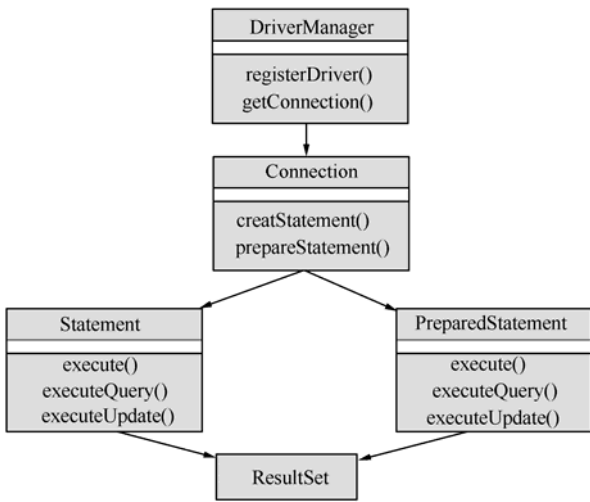 DriverManager
registerDriver()
getConnection()
Connection
creatStatement()
prepareStatement()
Statement
execute()
executeQuery()
executeUpdate()
PreparedStatement
execute()
executeQuery()
executeUpdate()
ResultSet